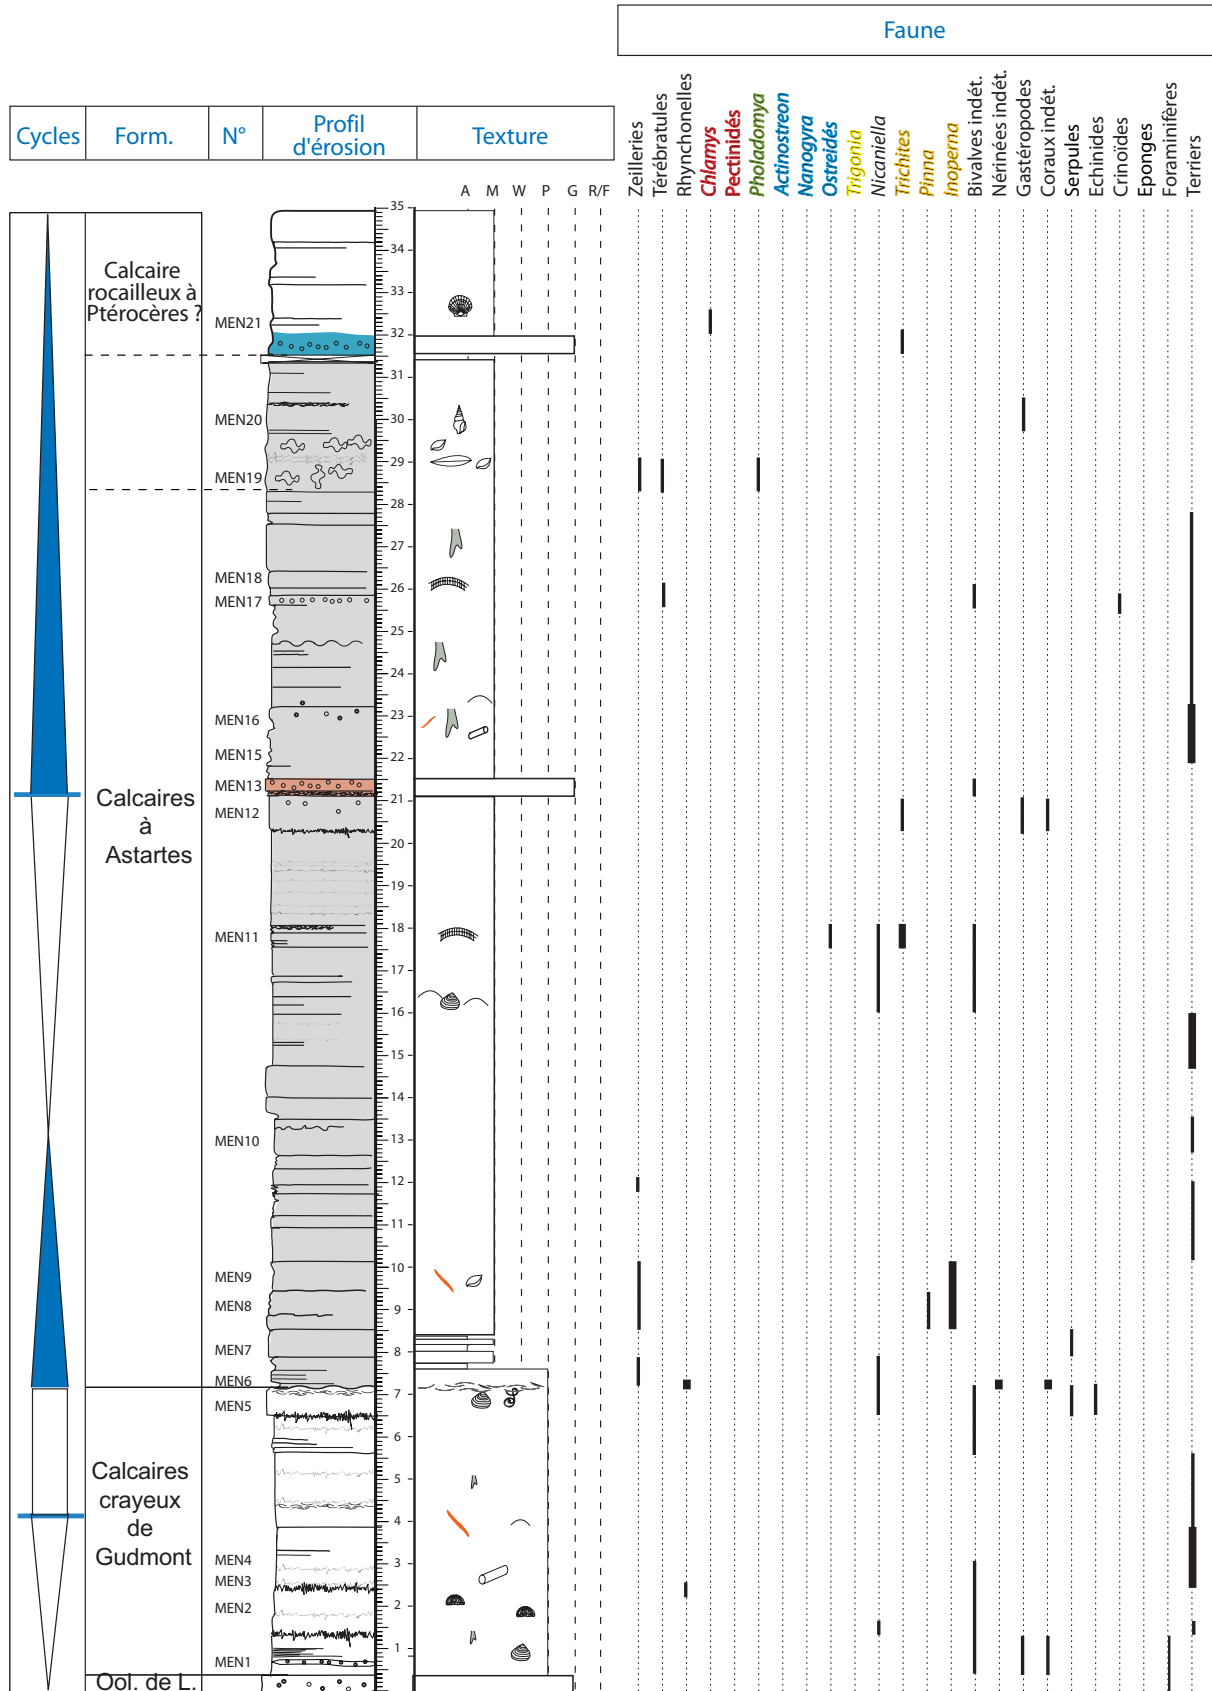 Faune
Zeilleries
Térébratules
Rhynchonelles
Chlamys
Pectinidés
Pholadomya
Actinostreon
Nanogyra
Ostreidés
Trigonia
Nicaniella
Trichites
Pinna
Inoperna
Bivalves indét.
Nérinées indét.
Gastéropodes
Coraux indét.
Serpules
Echinides
Crinoïdes
Eponges
Foraminifères
Terriers
Cycles
Form.
N°
Profil
d'érosion
Texture
A M W P G R/F
35
34
Calcaire
rocailleux à
Ptérocères ?
33
MEN21
32
31
MEN20
30
29
MEN19
28
27
MEN18
26
MEN17
25
24
MEN16
23
MEN15
22
MEN13
21
MEN12
Calcaires
à
Astartes
20
19
18
MEN11
17
16
15
14
MEN10
13
12
11
10
MEN9
9
MEN8
MEN7
8
MEN6
7
MEN5
6
Calcaires
crayeux
de
Gudmont
5
4
MEN4
3
MEN3
MEN2
2
1
MEN1
Ool. de L.